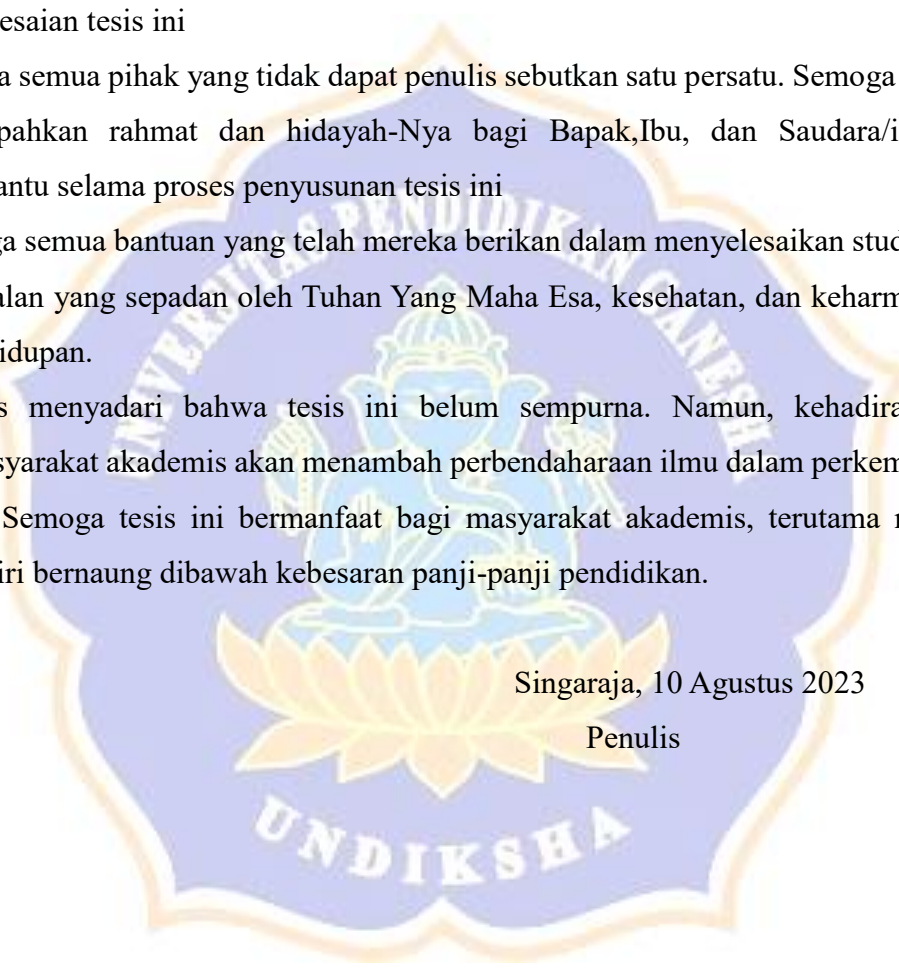 esaian tesis ini
a semua pihak yang tidak dapat penulis sebutkan satu persatu. Semoga
pahkan rahmat dan hidayah-Nya bagi Bapak,Ibu, dan Saudara/i
antu selama proses penyusunan tesis ini
ga semua bantuan yang telah mereka berikan dalam menyelesaikan stud
alan yang sepadan oleh Tuhan Yang Maha Esa, kesehatan, dan keharm
idupan.
s menyadari bahwa tesis ini belum sempurna. Namun, kehadira
syarakat akademis akan menambah perbendaharaan ilmu dalam perkem
Semoga tesis ini bermanfaat bagi masyarakat akademis, terutama
iri bernaung dibawah kebesaran panji-panji pendidikan.
Singaraja, 10 Agustus 2023
Penulis
UNIVERSITAS PENDIDIKAN GANESHA
UNDIKSHA